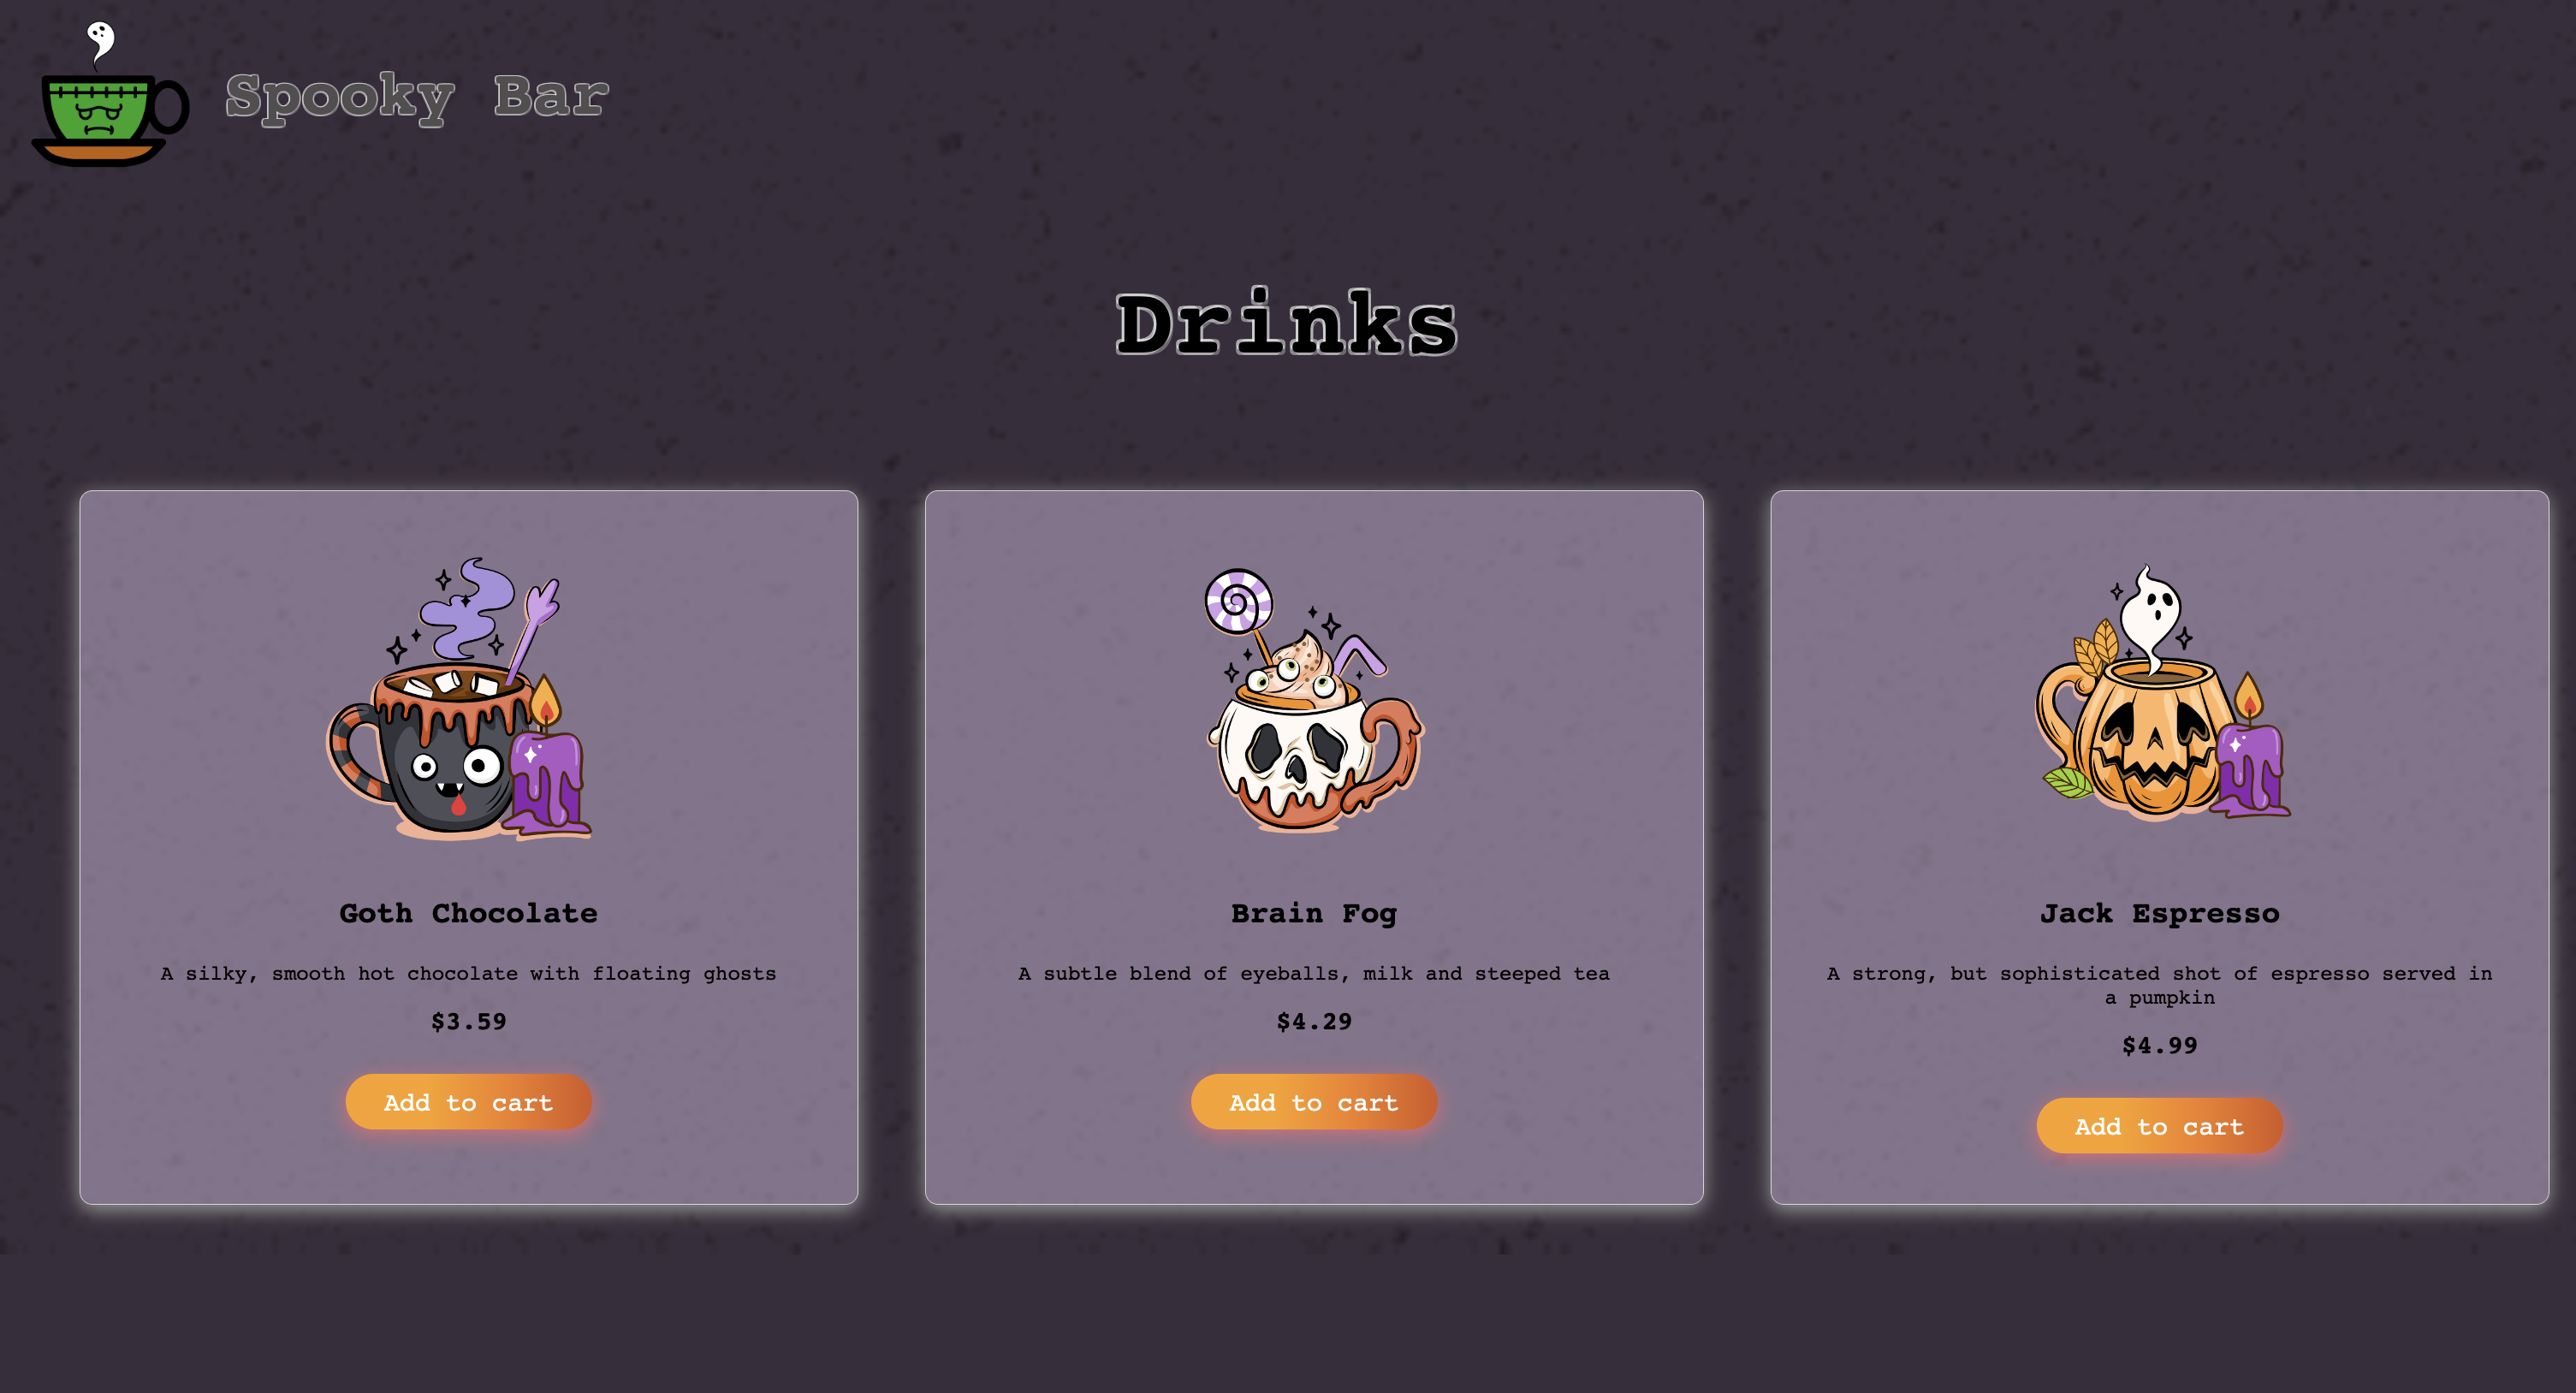 Spooky Bar
Drinks
Goth Chocolate
A silky, smooth hot chocolate with floating ghosts
$3.59
Add to cart
Brain Fog
A subtle blend of eyeballs, milk and steeped tea
$4.29
Add to cart
Jack Espresso
A strong, but sophisticated shot of espresso served in
a pumpkin
$4.99
Add to cart